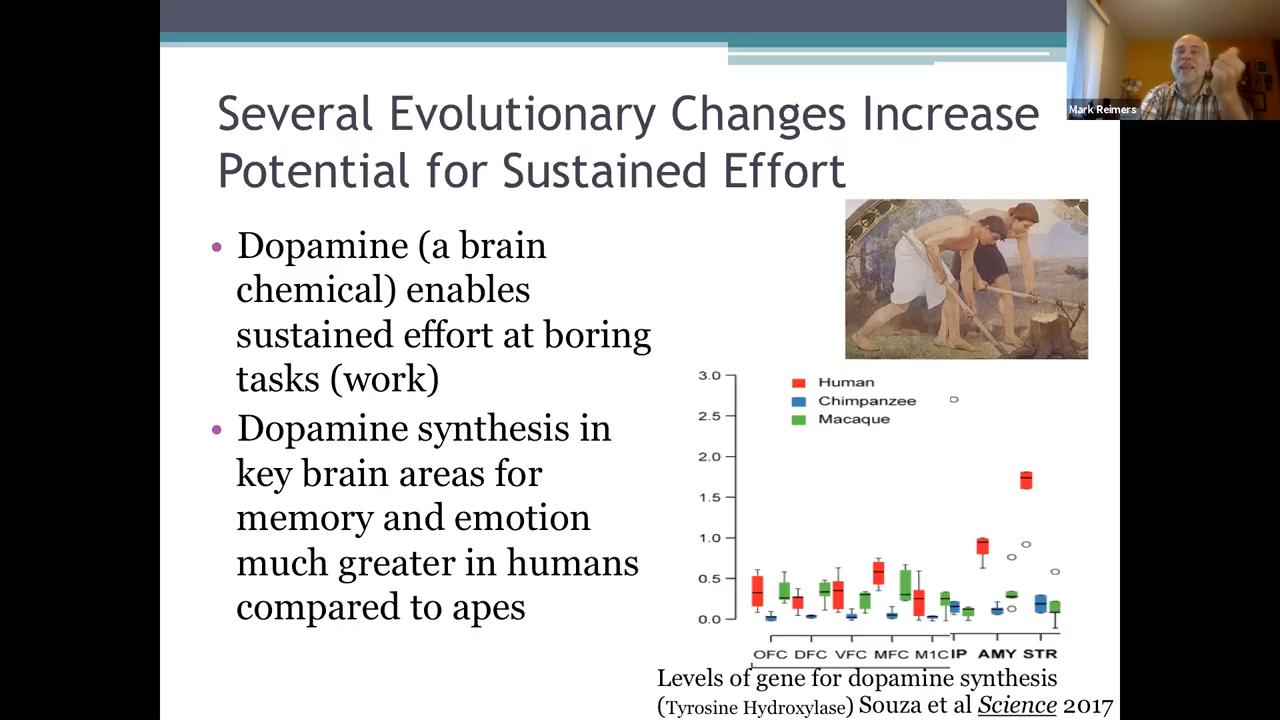 Mark Reimers
Several Evolutionary Changes Increase
Potential for Sustained Effort
• Dopamine (a brain
chemical) enables
sustained effort at boring
tasks (work)
• Dopamine synthesis in
key brain areas for
memory and emotion
much greater in humans
compared to apes
3.0
2.5
2.0
1.5
1.0
0.5
0.0
Human
Chimpanzee
Macaque
OFC DFC VFC MFC M1C IP AMY STR
Levels of gene for dopamine synthesis
(Tyrosine Hydroxylase) Souza et al Science 2017